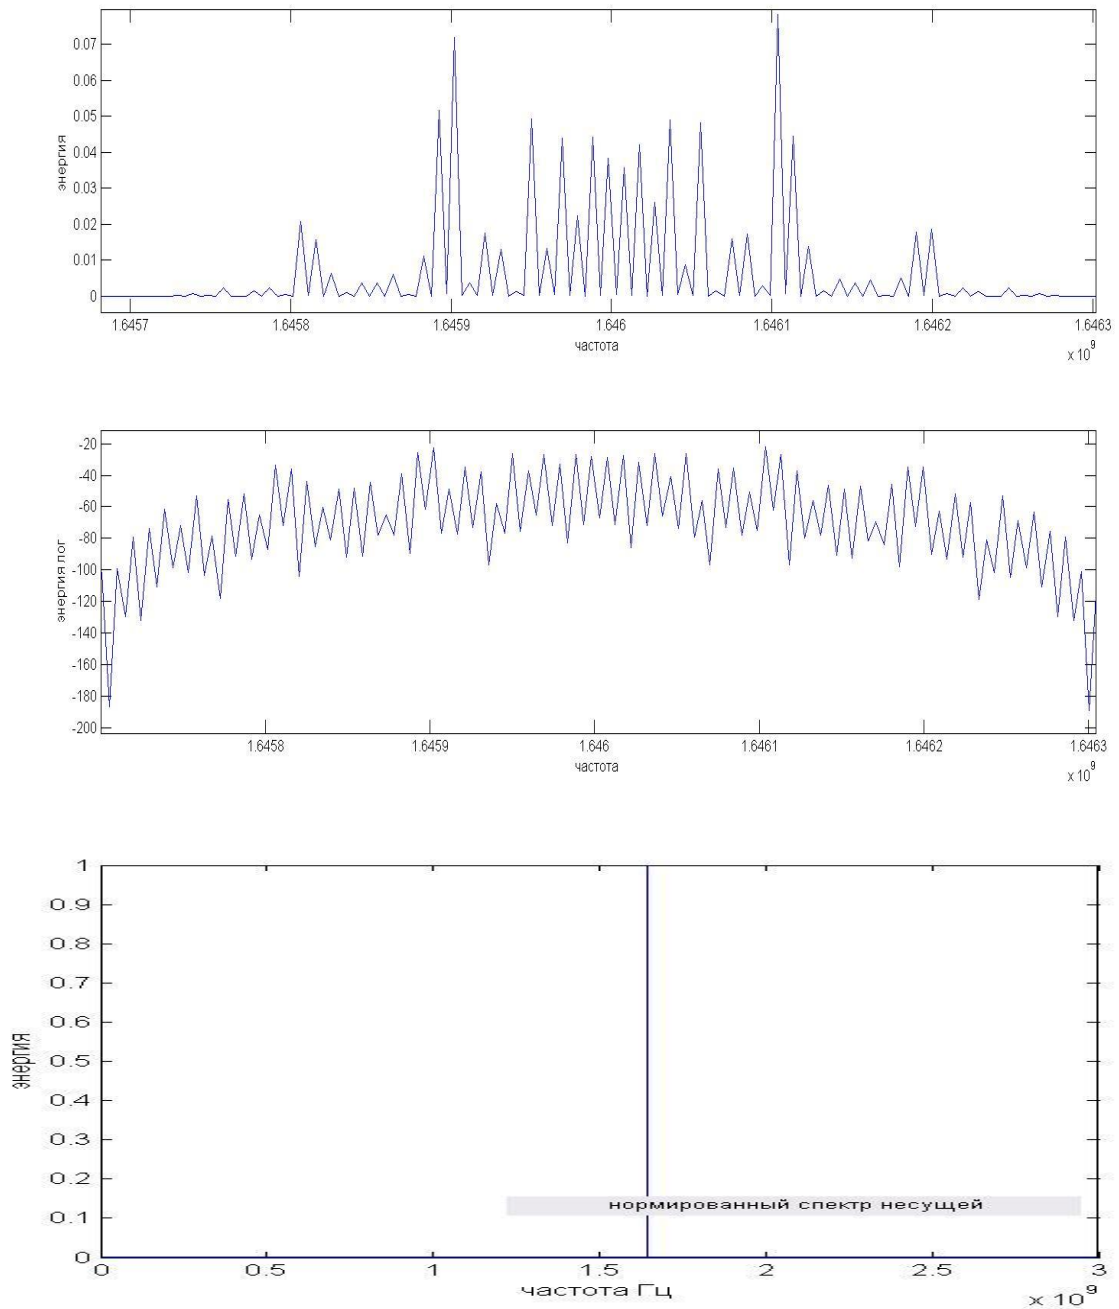 0.07
0.06
0.05
0.04
0.03
0.02
0.01
0
энергия
1.6457 1.6458 1.6459 1.646 1.6461 1.6462 1.6463
частота
x 10^9
-20
-40
-60
-80
-100
-120
-140
-160
-180
-200
энергия лог
1.6458 1.6459 1.646 1.6461 1.6462 1.6463
частота
x 10^9
1
0.9
0.8
0.7
0.6
0.5
0.4
0.3
0.2
0.1
0
энергия
нормированный спектр несущей
0 0.5 1 1.5 2 2.5 3
частота Гц
x 10^9